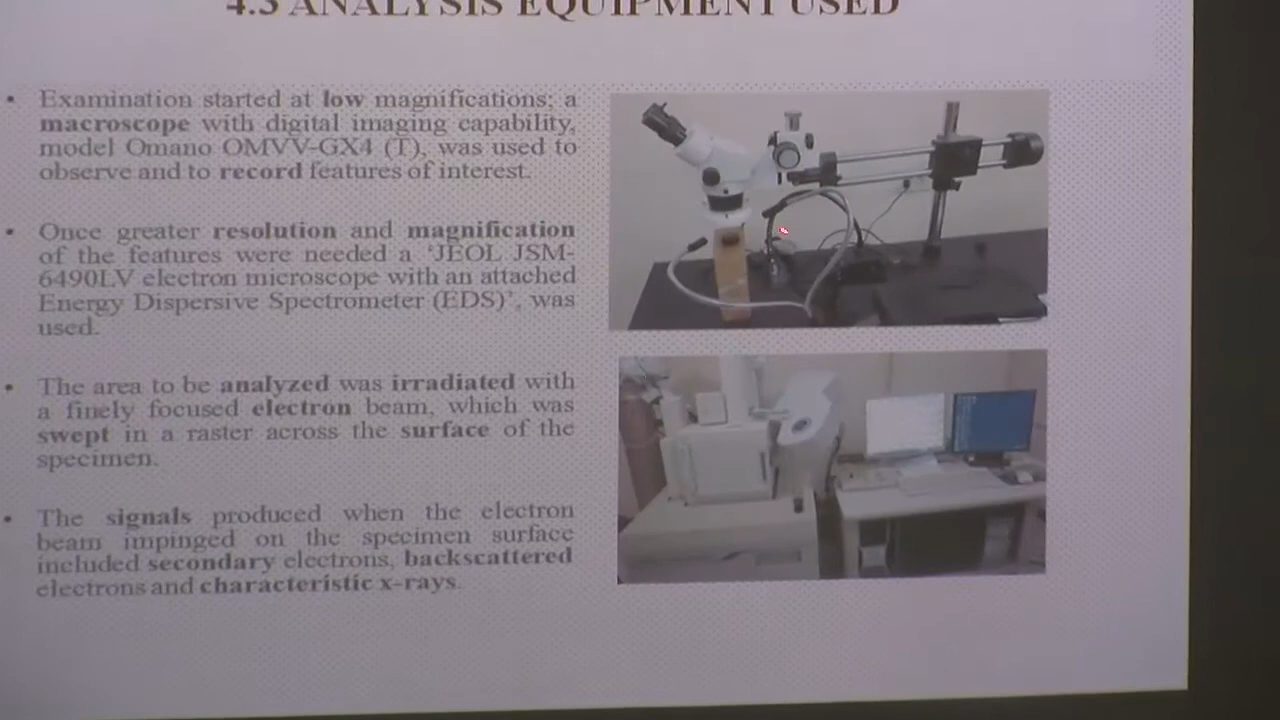 4.3 ANALYSIS EQUIPMENT USED
• Examination started at low magnifications; a
macroscope with digital imaging capability,
model Omano OMVV-GX4 (T), was used to
observe and to record features of interest.
• Once greater resolution and magnification
of the features were needed a ‘JEOL JSM-
6490LV electron microscope with an attached
Energy Dispersive Spectrometer (EDS)’, was
used.
• The area to be analyzed was irradiated with
a finely focused electron beam, which was
swept in a raster across the surface of the
specimen.
• The signals produced when the electron
beam impinged on the specimen surface
included secondary electrons, backscattered
electrons and characteristic x-rays.